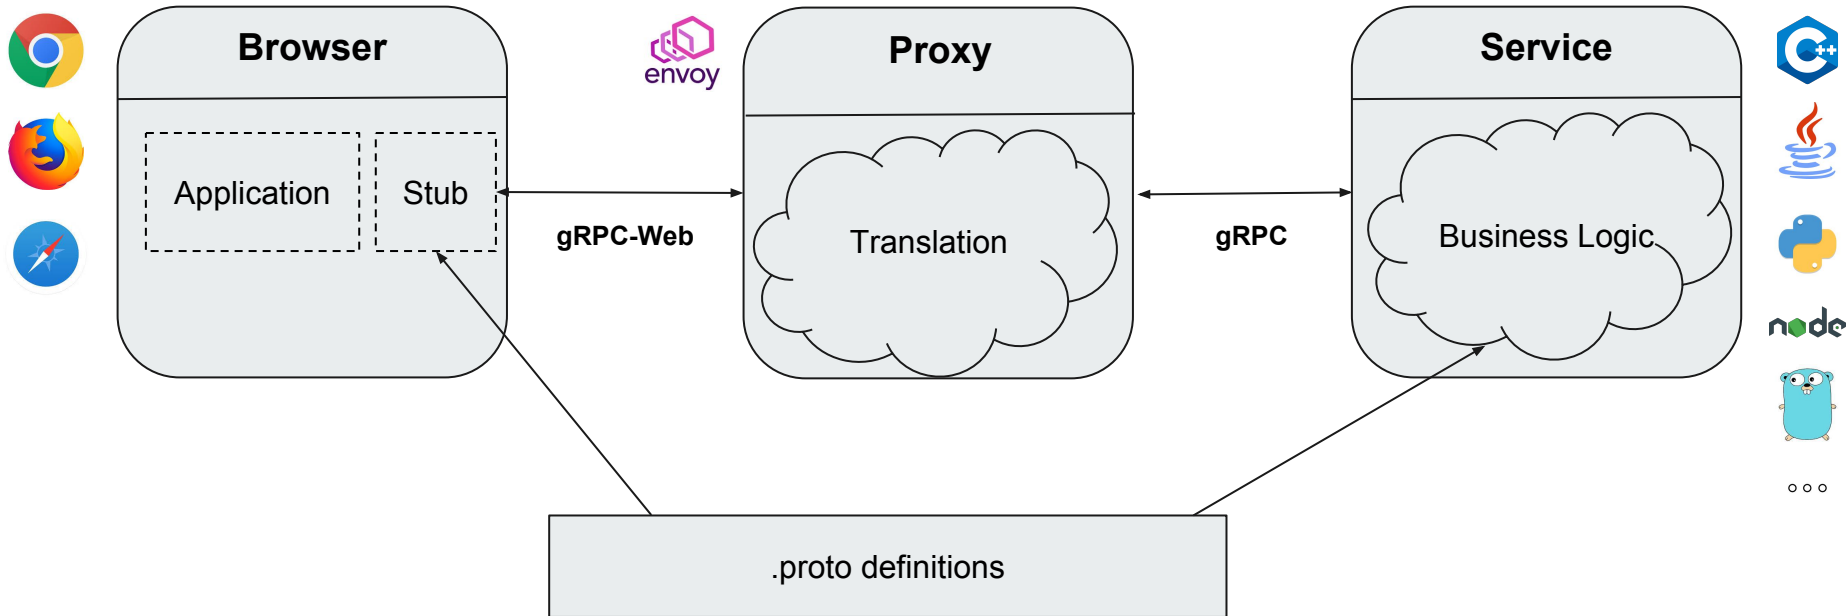 Browser
envoy
Proxy
Service
C++
Application
Stub
gRPC-Web
Translation
gRPC
Business Logic
node
.proto definitions